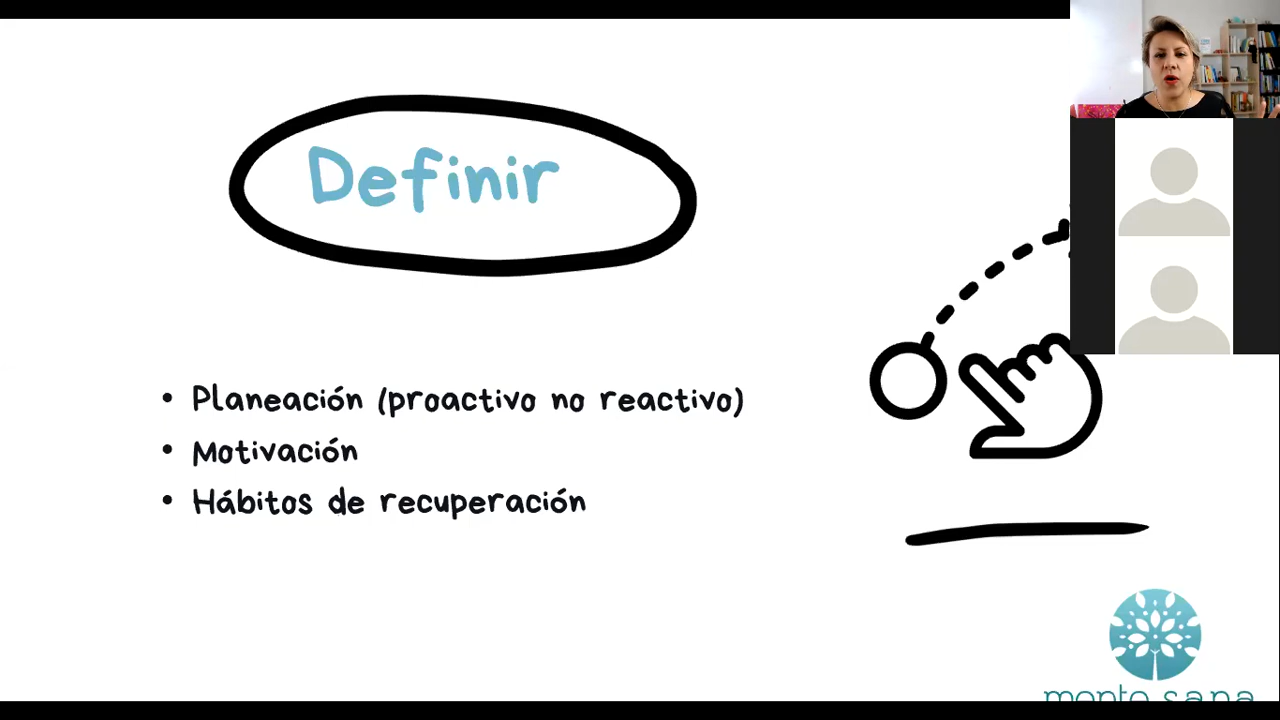 Definir
• Planeación (proactivo no reactivo)
• Motivación
• Hábitos de recuperación